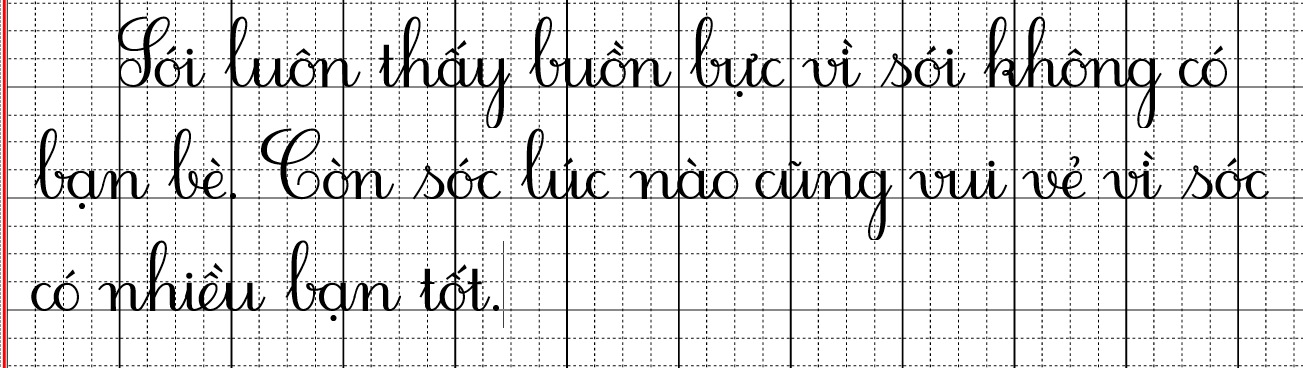 Sói luôn thấy buồn bực vì sói không có
bạn bè. Còn sóc lúc nào cũng vui vẻ vì sóc
có nhiều bạn tốt.